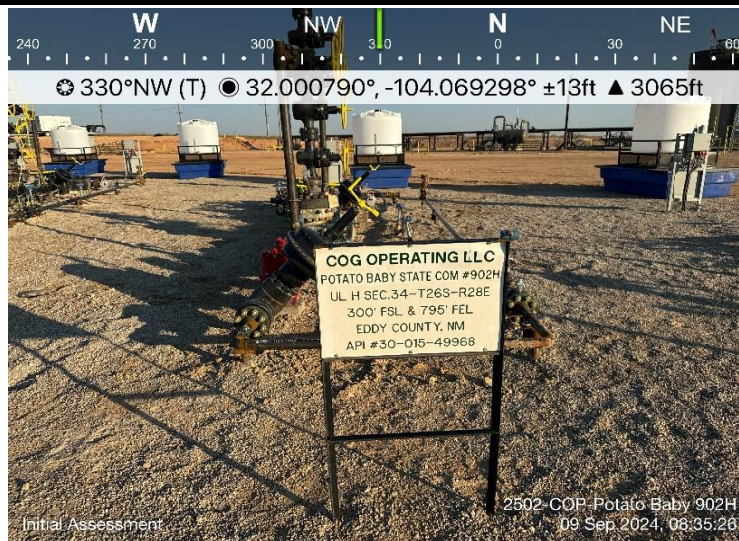 W NW N NE
240 270 300 330 0 30 60
330°NW (T) 32.000790°, -104.069298° ±13ft ▲ 3065ft
COG OPERATING LLC
POTATO BABY STATE COM #902H
UL H SEC.34-T26S-R28E
300' FSL & 795' FEL
EDDY COUNTY, NM
API #30-015-49968
2502-COP-Potato Baby 902H
Initial Assessment 09 Sep 2024, 08:35:26